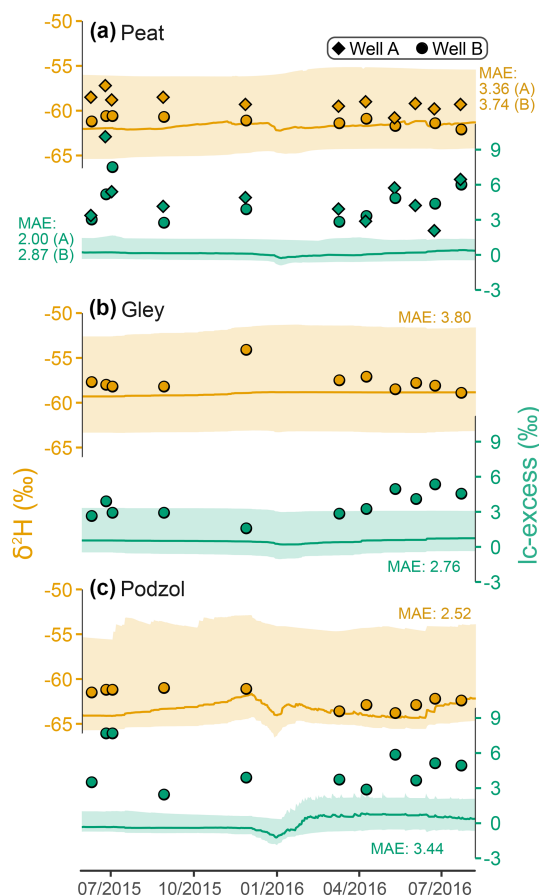 (a) Peat
Well A
Well B
-50
-55
-60
-65
MAE:
3.36 (A)
3.74 (B)
9
6
3
0
-3
MAE:
2.00 (A)
2.87 (B)
(b) Gley
MAE: 3.80
-50
-55
-60
-65
9
6
3
0
-3
MAE: 2.76
δ²H (‰)
lc-excess (‰)
(c) Podzol
MAE: 2.52
-50
-55
-60
-65
9
6
3
0
-3
MAE: 3.44
07/2015 10/2015 01/2016 04/2016 07/2016